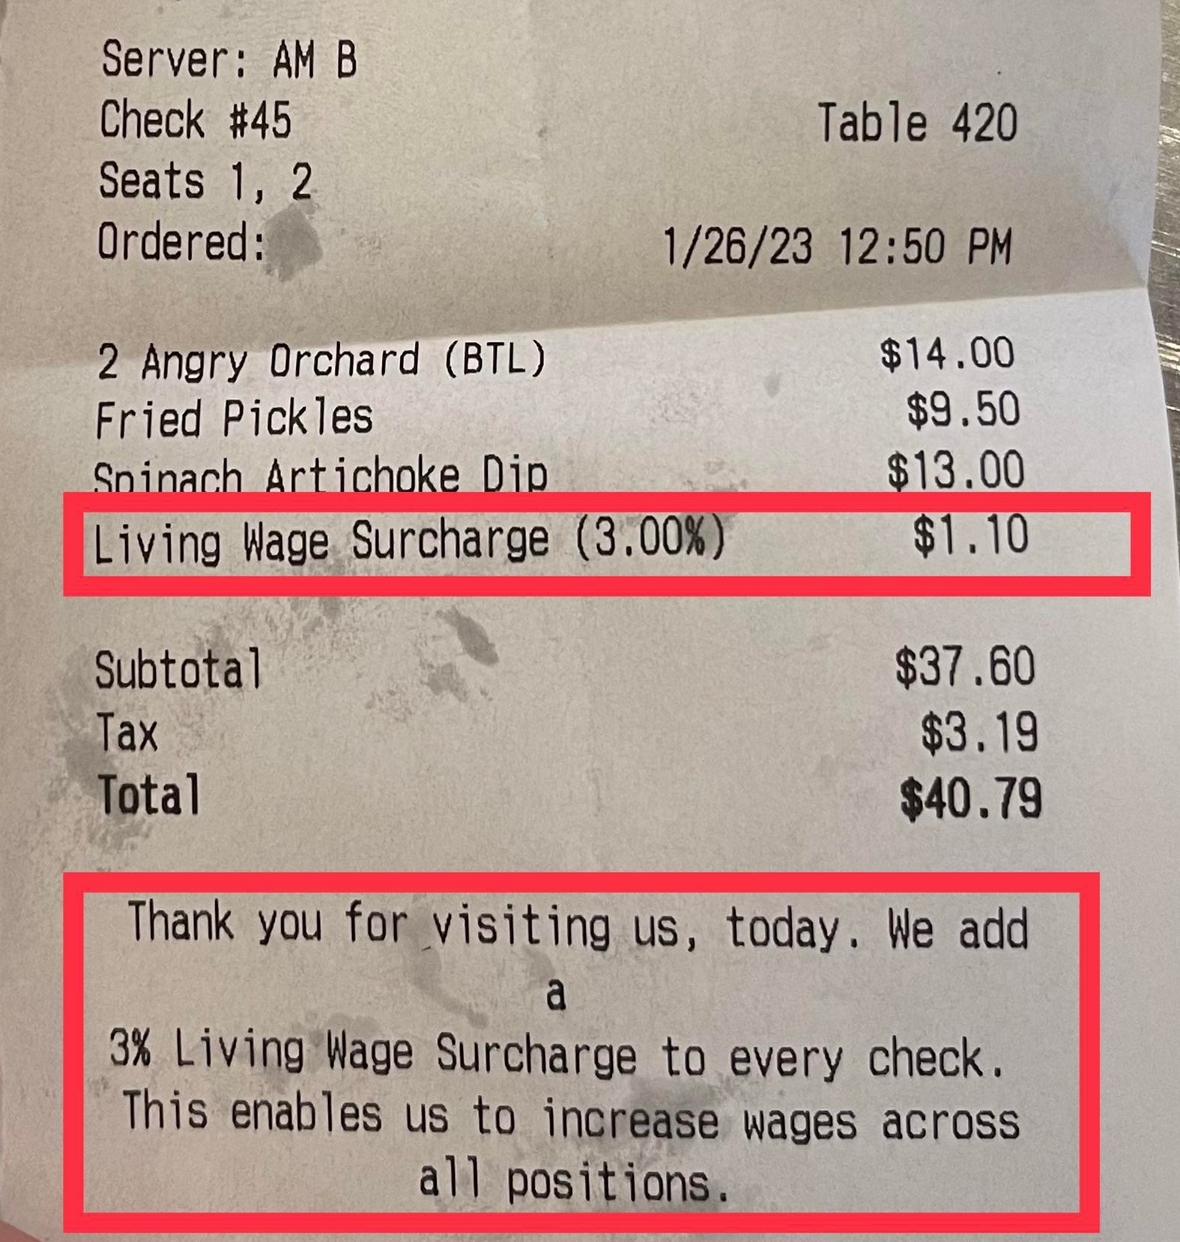 Server: AM B
Check #45 Table 420
Seats 1, 2
Ordered: 1/26/23 12:50 PM
2 Angry Orchard (BTL) $14.00
Fried Pickles $9.50
Spinach Artichoke Dip $13.00
Living Wage Surcharge (3.00%) $1.10
Subtotal $37.60
Tax $3.19
Total $40.79
Thank you for visiting us, today. We add
a
3% Living Wage Surcharge to every check.
This enables us to increase wages across
all positions.